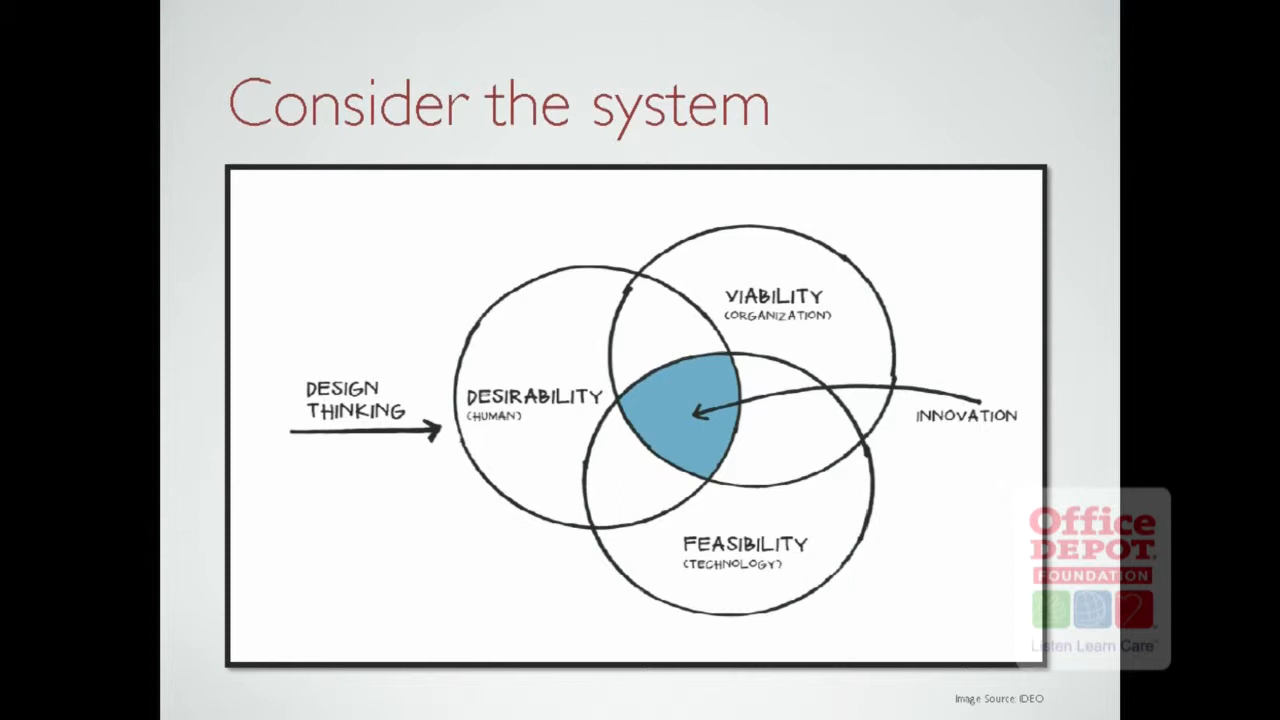 Consider the system
VIABILITY
(ORGANIZATION)
DESIGN
THINKING
DESIRABILITY
(HUMAN)
INNOVATION
FEASIBILITY
(TECHNOLOGY)
Office
DEPOT
FOUNDATION
Listen Learn Care
Image Source: IDEO